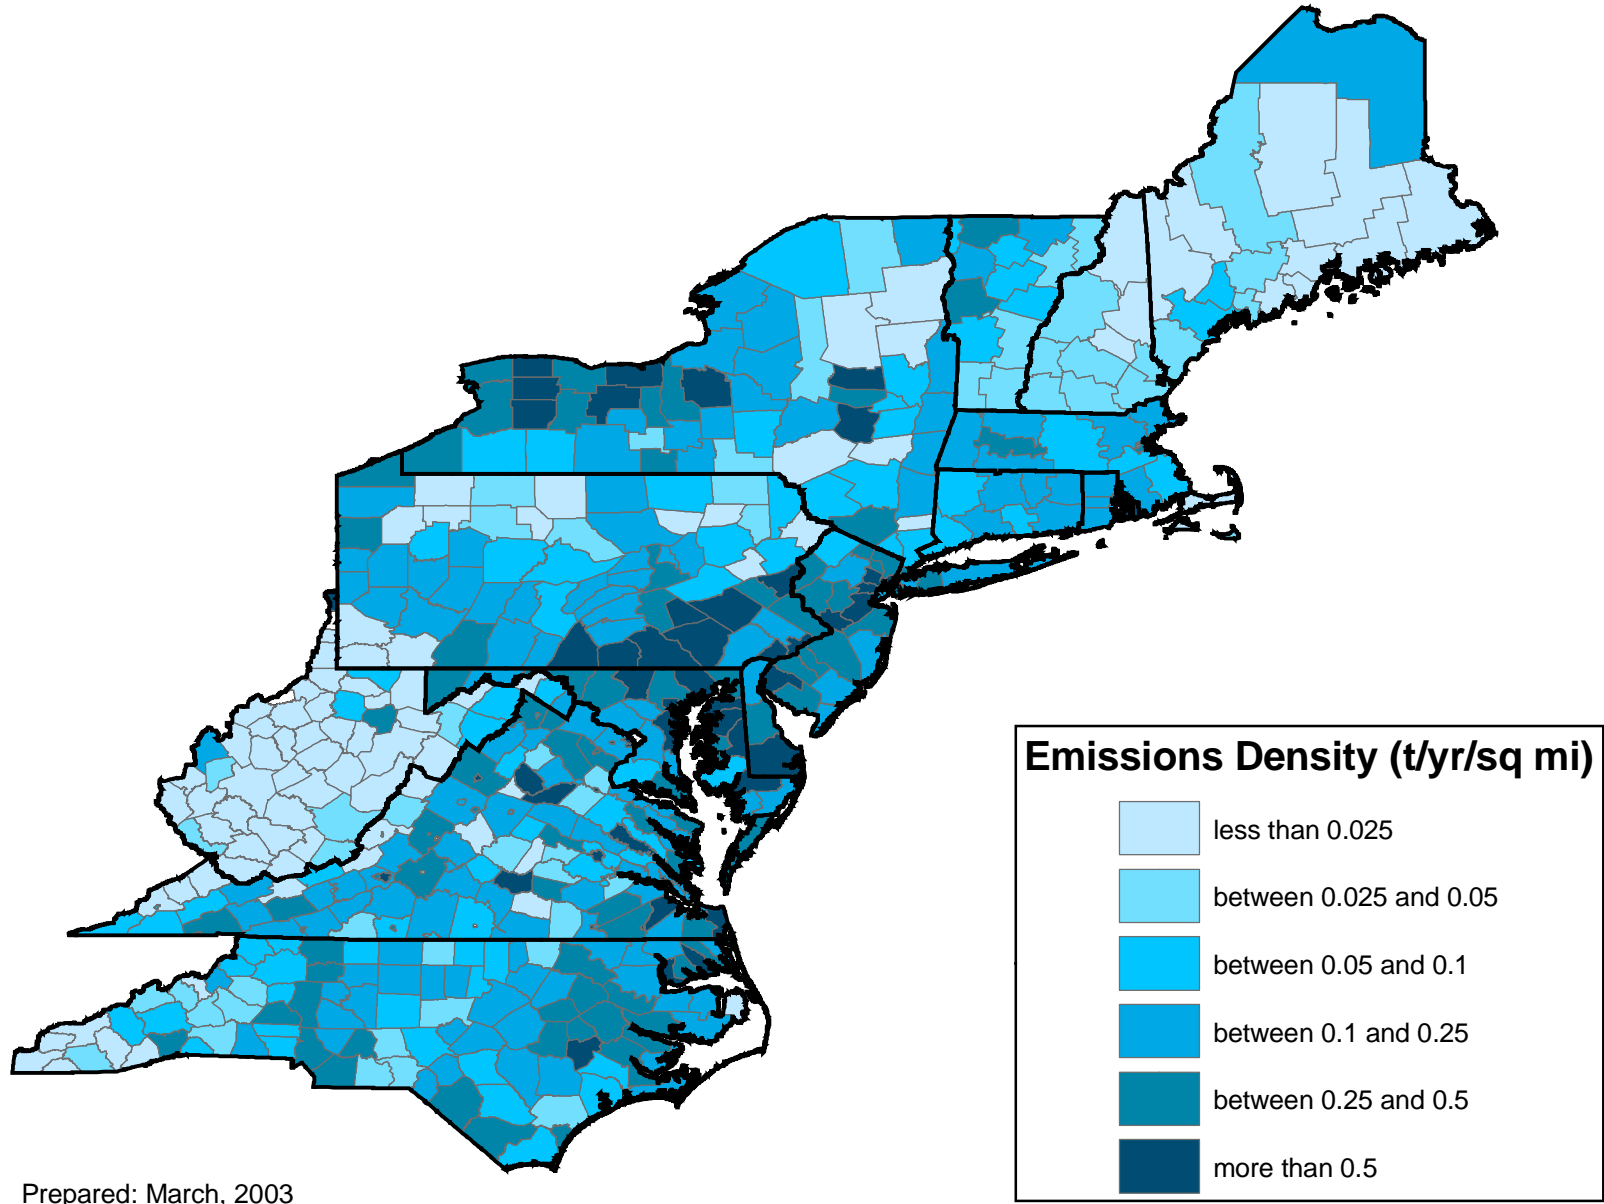 Emissions Density (t/yr/sq mi)
less than 0.025
between 0.025 and 0.05
between 0.05 and 0.1
between 0.1 and 0.25
between 0.25 and 0.5
more than 0.5
Prepared: March, 2003